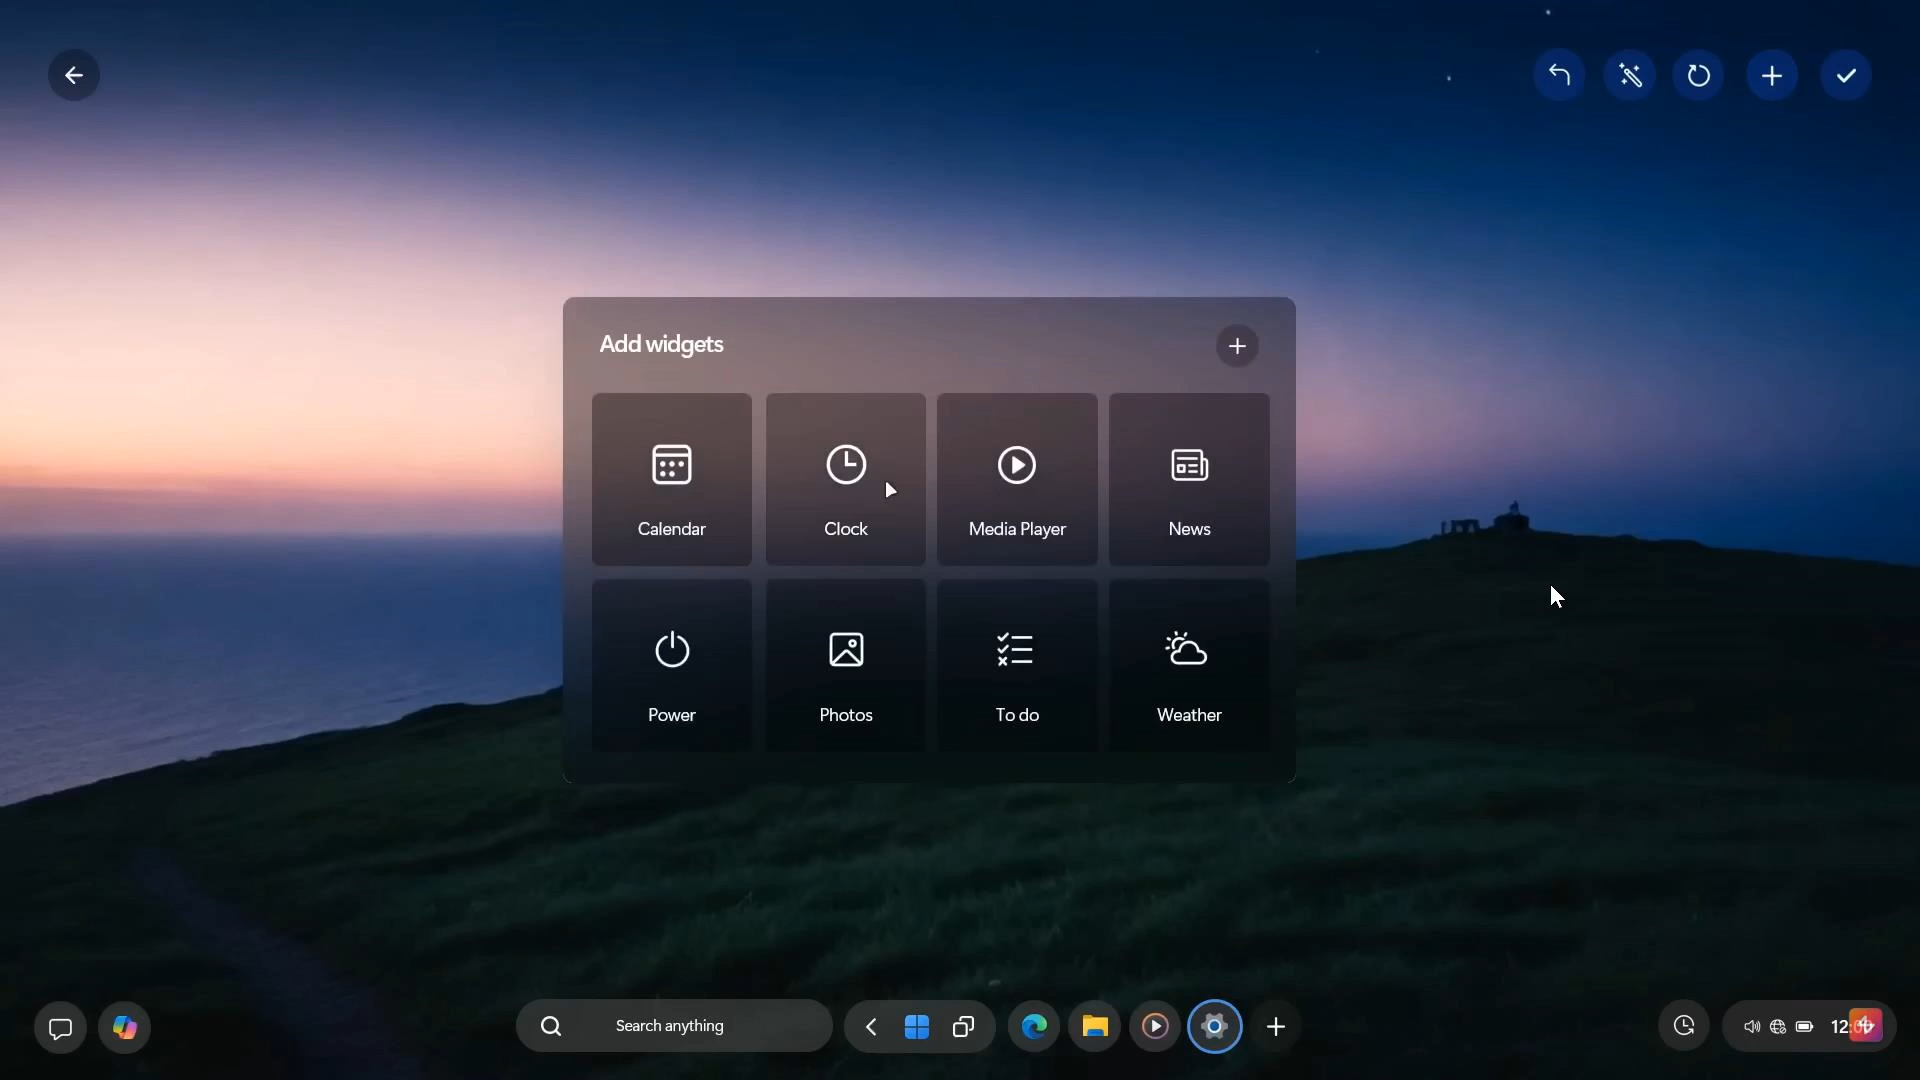 Add widgets
Calendar
Clock
Media Player
News
Power
Photos
To do
Weather
Search anything